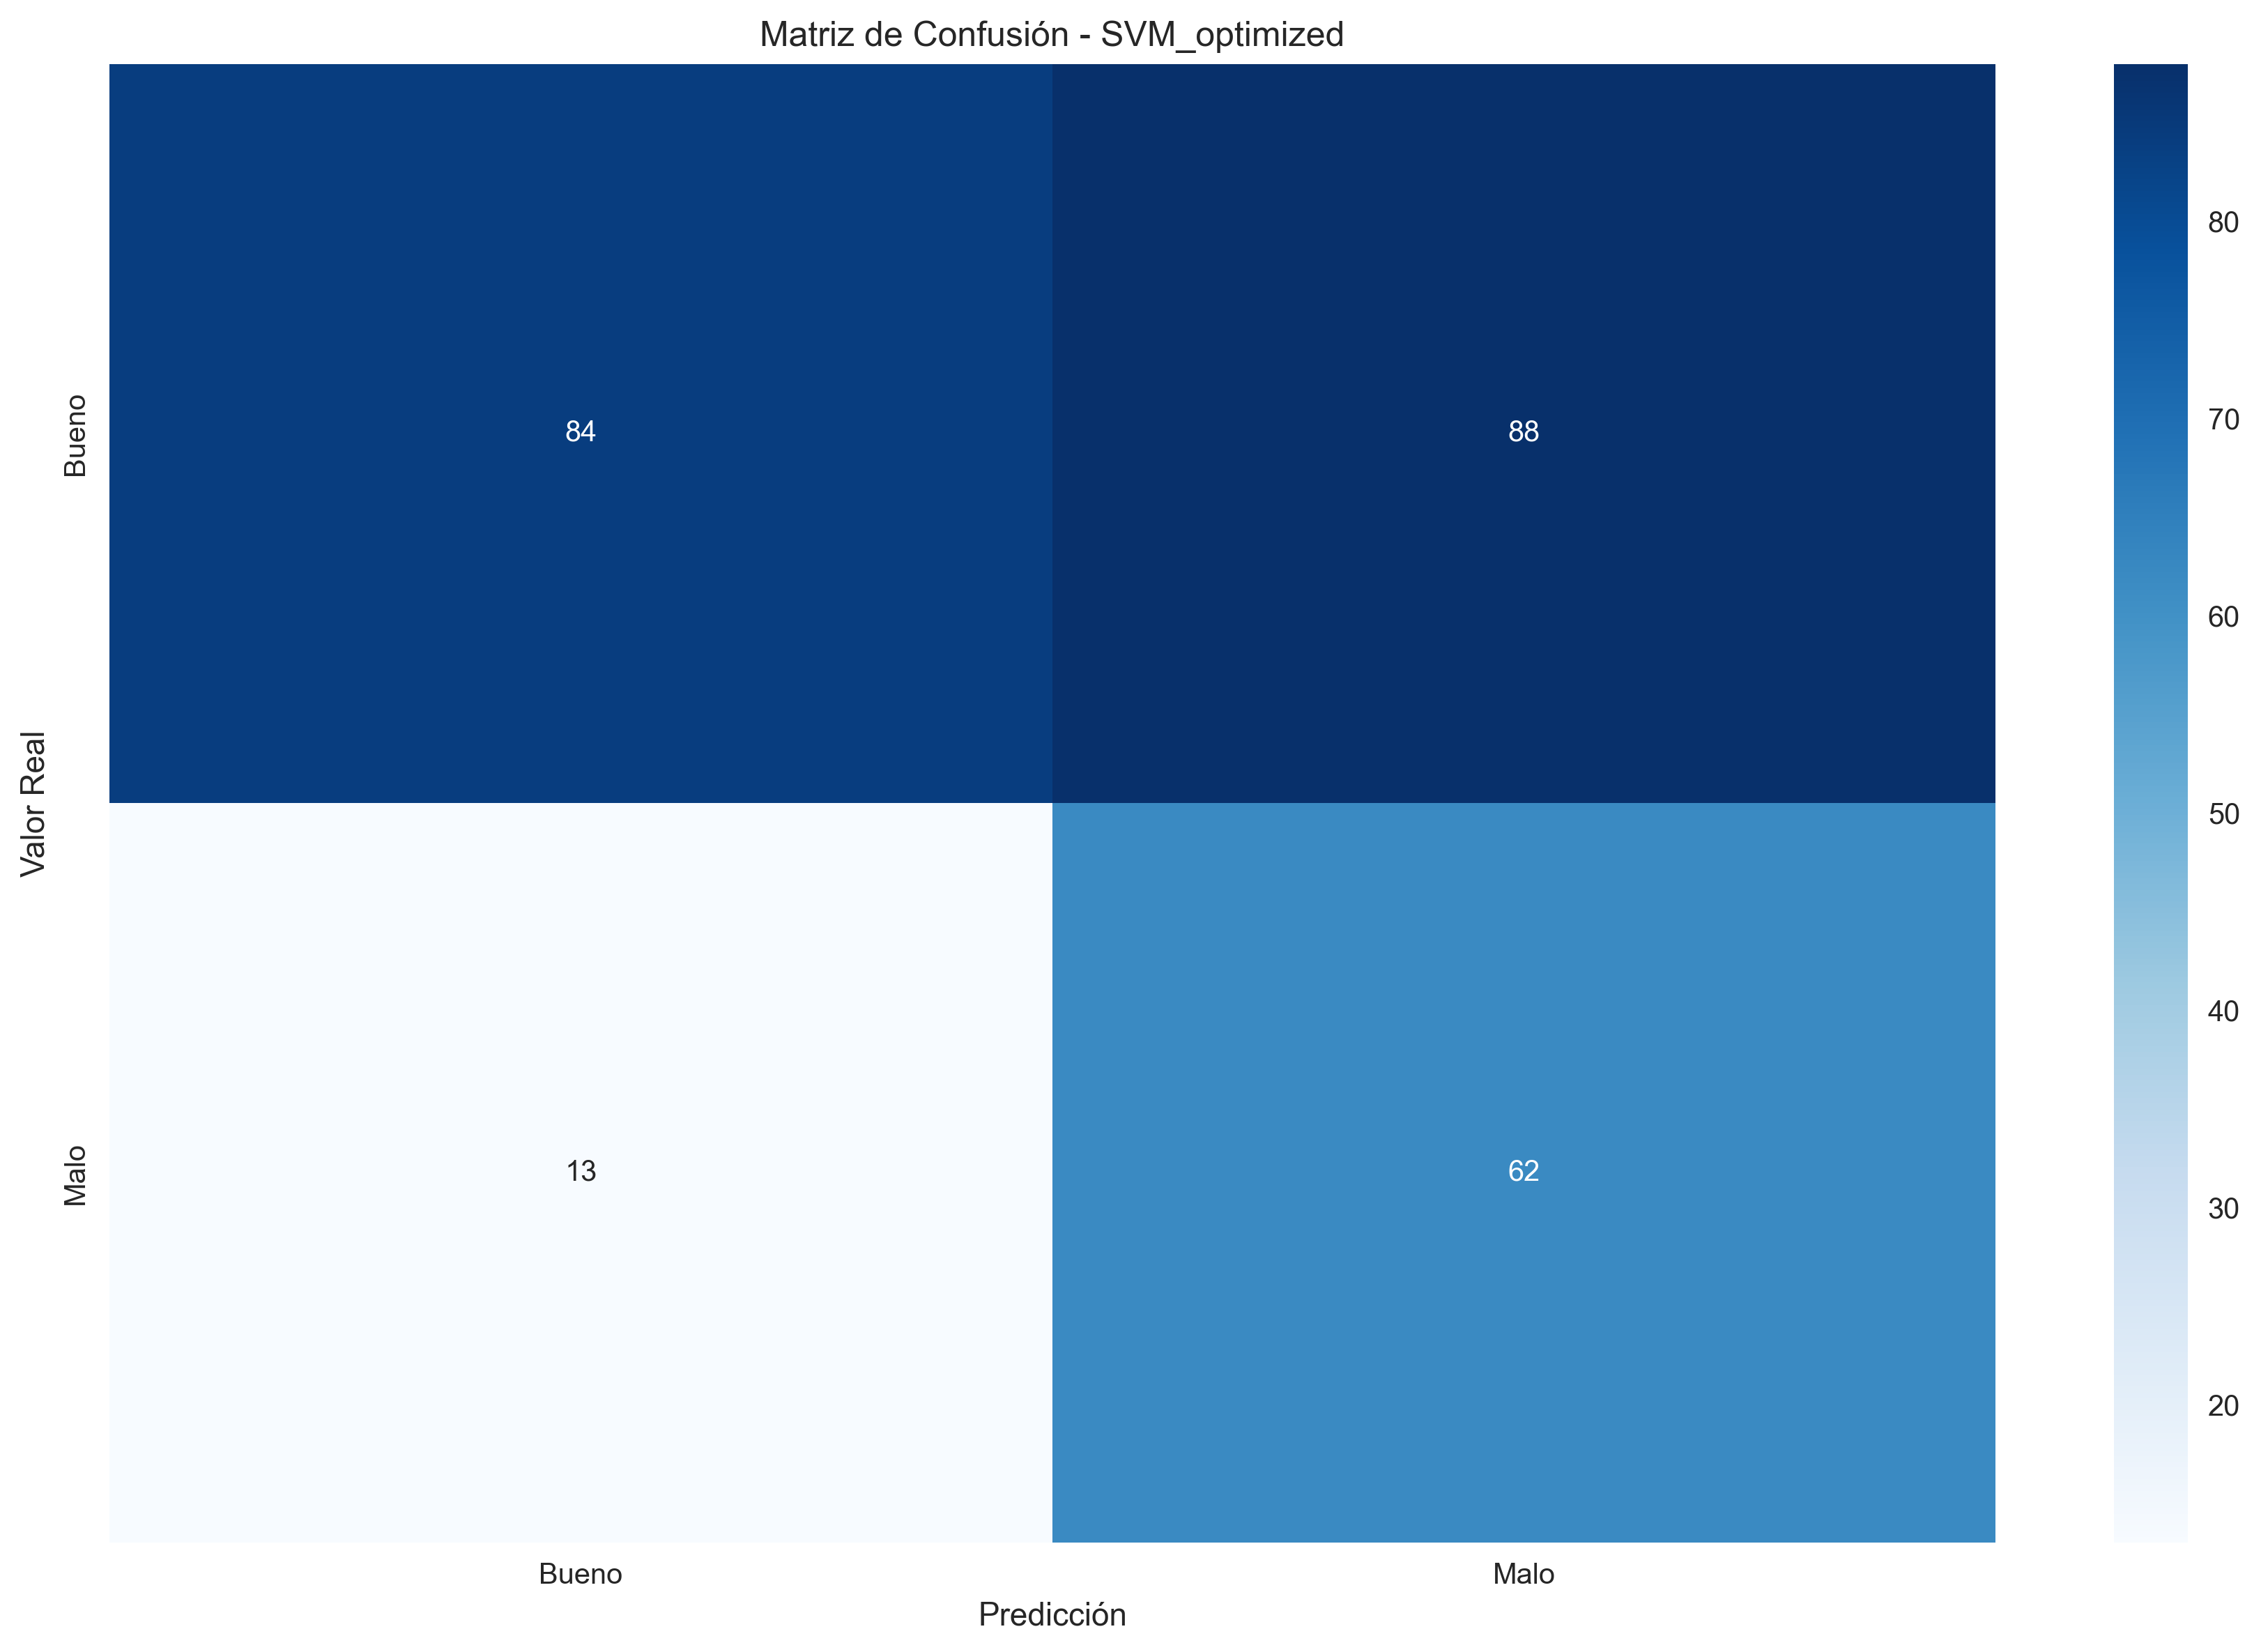 Matriz de Confusión - SVM_optimized
Valor Real
Bueno
84
88
Malo
13
62
Bueno
Malo
Predicción
80
70
60
50
40
30
20